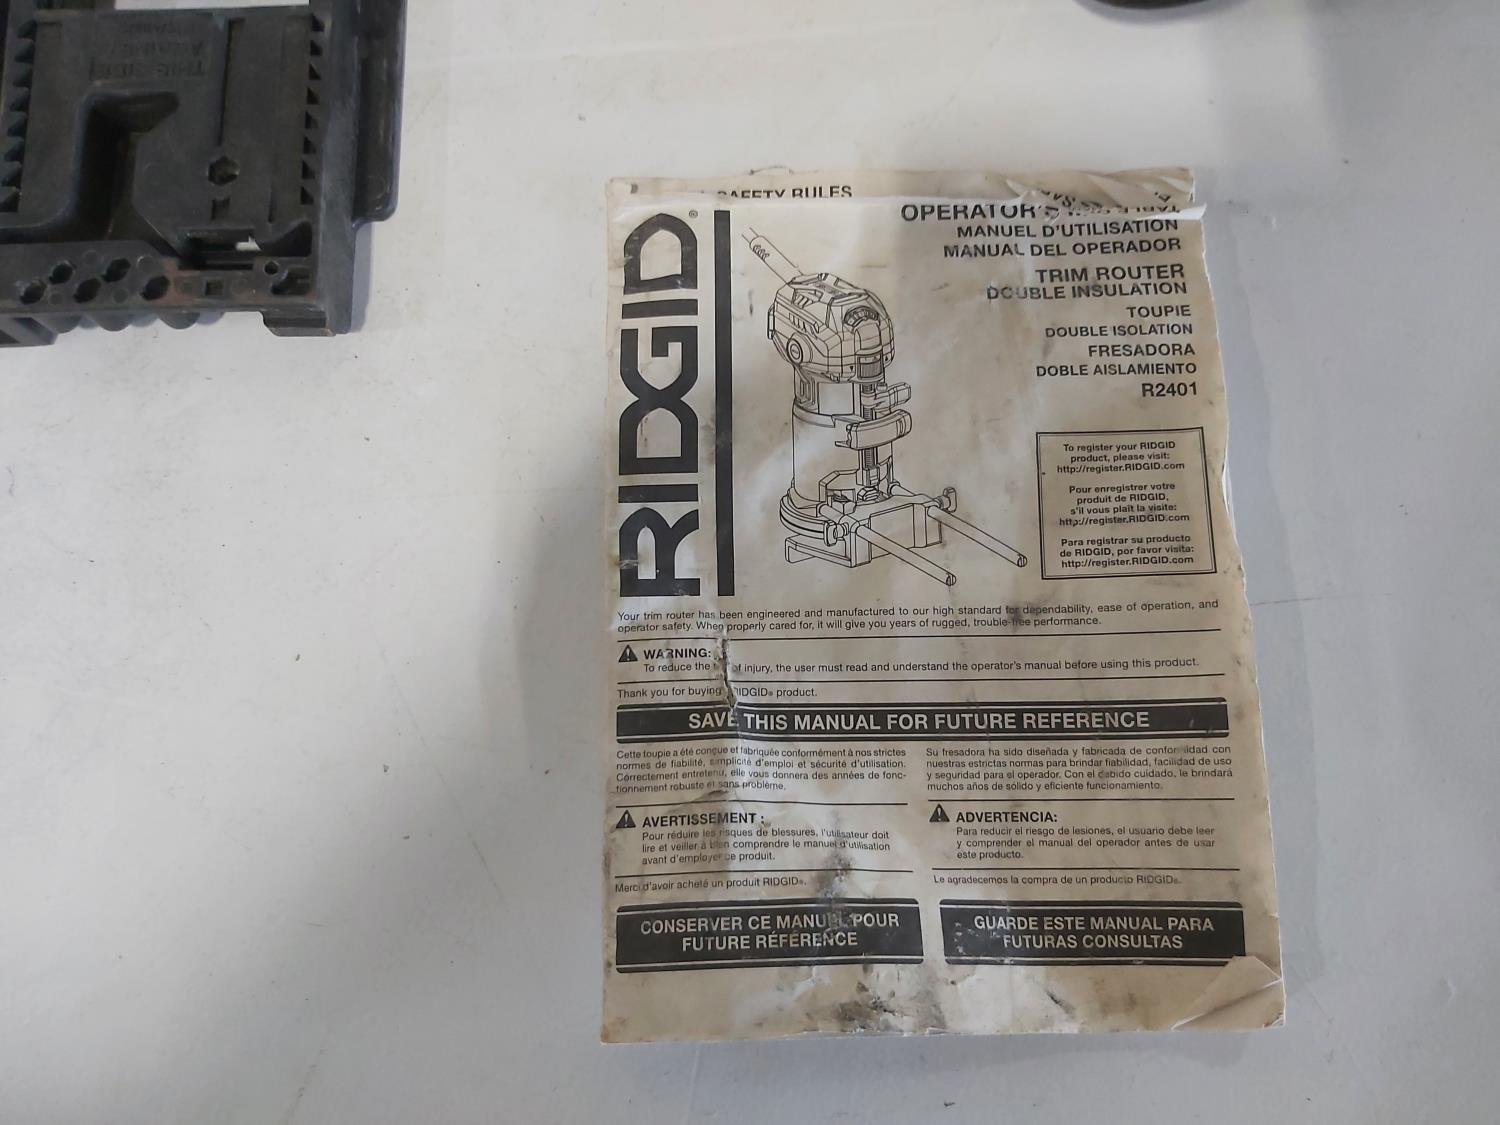 THIS SIDE
SAFETY RULES
RIDGID®
OPERATOR'S
MANUEL D'UTILISATION
MANUAL DEL OPERADOR
TRIM ROUTER
DOUBLE INSULATION
TOUPIE
DOUBLE ISOLATION
FRESADORA
DOBLE AISLAMIENTO
R2401
To register your RIDGID
product, please visit:
http://register.RIDGID.com
Pour enregistrer votre
produit de RIDGID,
s'il vous plaît la visite:
http://register.RIDGID.com
Para registrar su producto
de RIDGID, por favor visita:
http://register.RIDGID.com
Your trim router has been engineered and manufactured to our high standard for dependability, ease of operation, and
operator safety. When properly cared for, it will give you years of rugged, trouble-free performance.
WARNING:
To reduce the of injury, the user must read and understand the operator's manual before using this product.
Thank you for buying RIDGID® product.
SAVE THIS MANUAL FOR FUTURE REFERENCE
Cette toupie a été conçue et fabriquée conformément à nos strictes
normes de fiabilité, simplicité d'emploi et sécurité d'utilisation.
Correctement entretenu, elle vous donnera des années de fonc-
tionnement robuste et sans problème.
AVERTISSEMENT :
Pour réduire les risques de blessures, l'utilisateur doit
lire et veiller à bien comprendre le manuel d'utilisation
avant d'employer ce produit.
Merci d'avoir acheté un produit RIDGID®.
CONSERVER CE MANUEL POUR
FUTURE RÉFÉRENCE
Su fresadora ha sido diseñada y fabricada de conformidad con
nuestras estrictas normas para brindar fiabilidad, facilidad de uso
y seguridad para el operador. Con el debido cuidado, le brindará
muchos años de sólido y eficiente funcionamiento.
ADVERTENCIA:
Para reducir el riesgo de lesiones, el usuario debe leer
y comprender el manual del operador antes de usar
este producto.
Le agradecemos la compra de un producto RIDGID®.
GUARDE ESTE MANUAL PARA
FUTURAS CONSULTAS